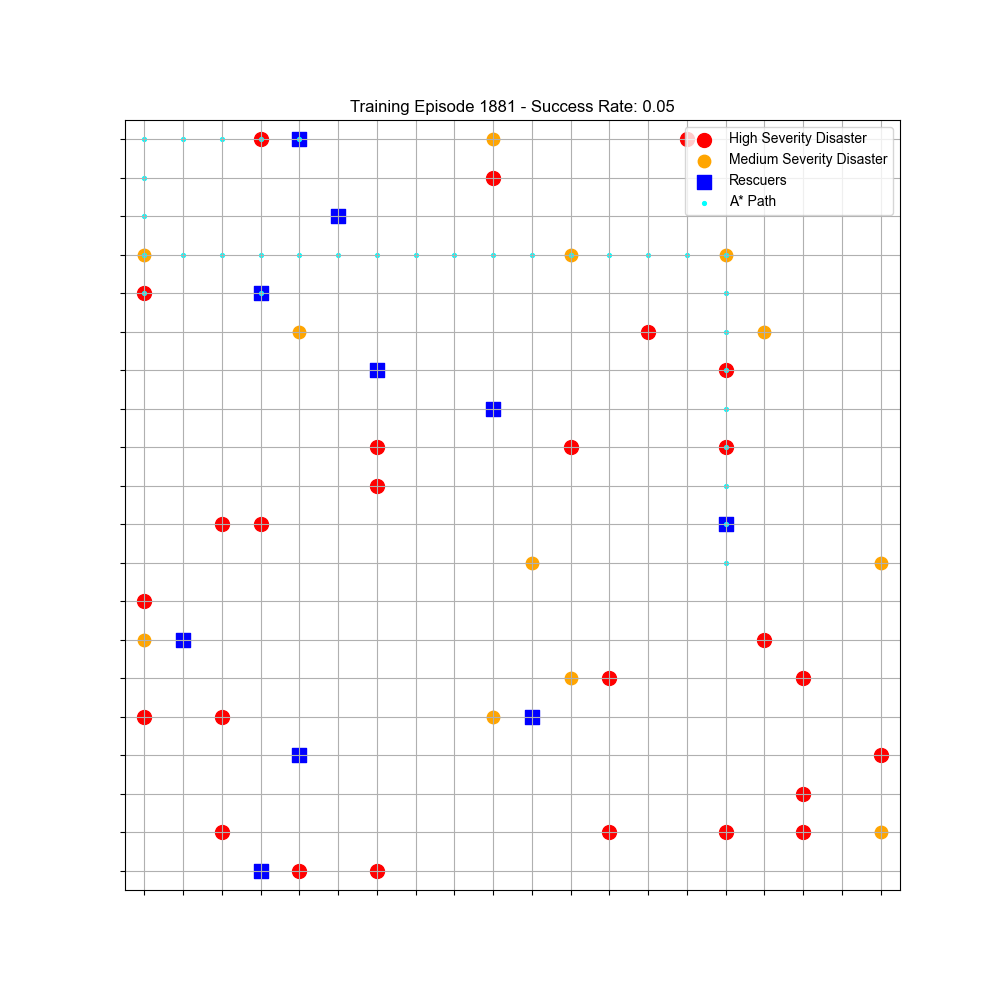 Training Episode 1881 - Success Rate: 0.05
High Severity Disaster
Medium Severity Disaster
Rescuers
A* Path